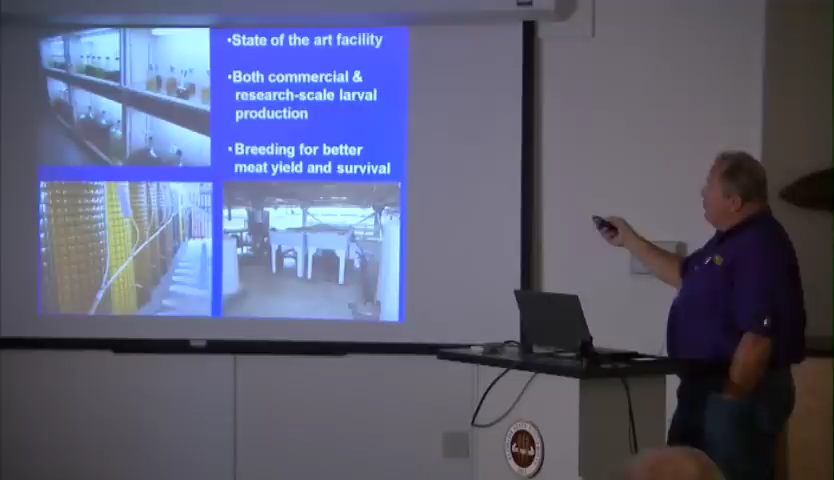 •State of the art facility
•Both commercial &
research-scale larval
production
•Breeding for better
meat yield and survival